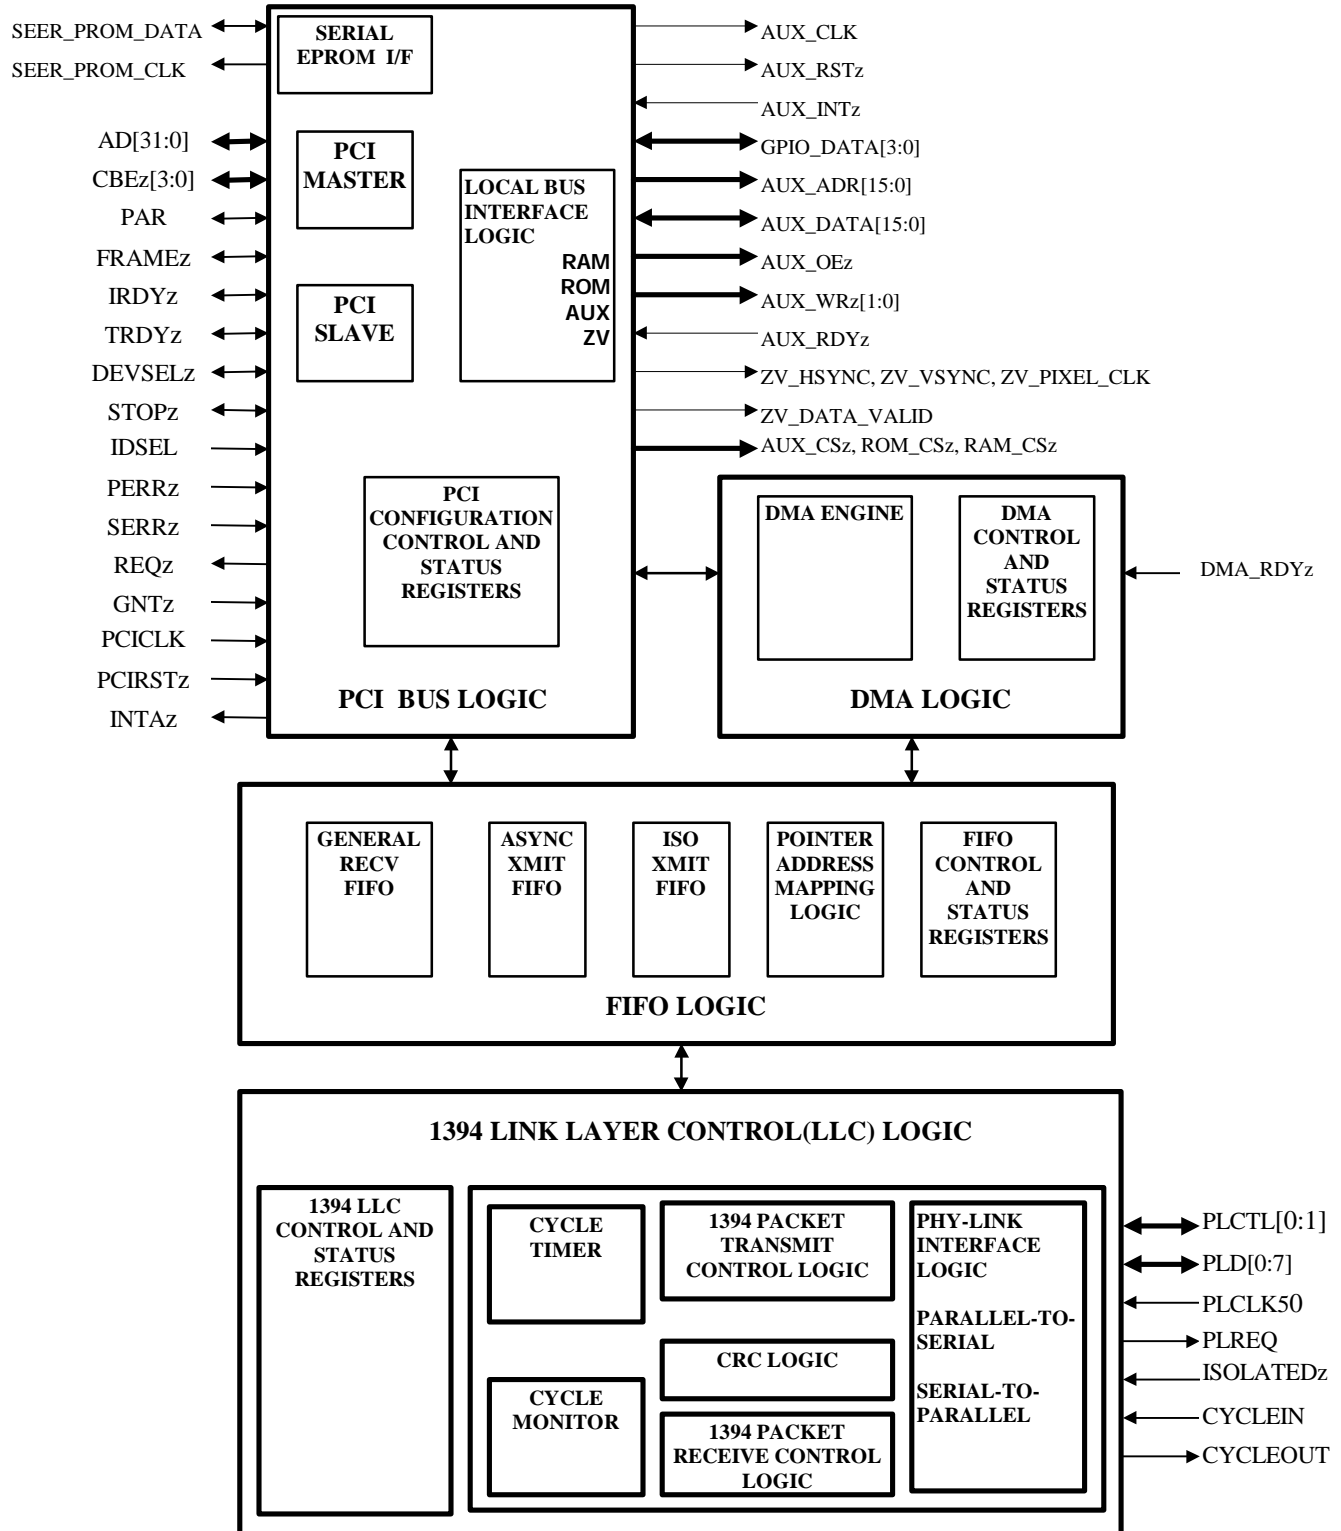 SEER_PROM_DATA
SEER_PROM_CLK
AD[31:0]
CBEz[3:0]
PAR
FRAMEz
IRDYz
TRDYz
DEVSELz
STOPz
IDSEL
PERRz
SERRz
REQz
GNTz
PCICLK
PCIRSTz
INTAz
SERIAL
EPROM I/F
PCI
MASTER
PCI
SLAVE
LOCAL BUS
INTERFACE
LOGIC
RAM
ROM
AUX
ZV
PCI
CONFIGURATION
CONTROL AND
STATUS
REGISTERS
PCI BUS LOGIC
AUX_CLK
AUX_RSTz
AUX_INTz
GPIO_DATA[3:0]
AUX_ADR[15:0]
AUX_DATA[15:0]
AUX_OEz
AUX_WRz[1:0]
AUX_RDYz
ZV_HSYNC, ZV_VSYNC, ZV_PIXEL_CLK
ZV_DATA_VALID
AUX_CSz, ROM_CSz, RAM_CSz
DMA ENGINE
DMA
CONTROL
AND
STATUS
REGISTERS
DMA LOGIC
DMA_RDYz
GENERAL
RECV
FIFO
ASYNC
XMIT
FIFO
ISO
XMIT
FIFO
POINTER
ADDRESS
MAPPING
LOGIC
FIFO
CONTROL
AND
STATUS
REGISTERS
FIFO LOGIC
1394 LINK LAYER CONTROL(LLC) LOGIC
1394 LLC
CONTROL AND
STATUS
REGISTERS
CYCLE
TIMER
CYCLE
MONITOR
1394 PACKET
TRANSMIT
CONTROL LOGIC
CRC LOGIC
1394 PACKET
RECEIVE CONTROL
LOGIC
PHY-LINK
INTERFACE
LOGIC
PARALLEL-TO-
SERIAL
SERIAL-TO-
PARALLEL
PLCTL[0:1]
PLD[0:7]
PLCLK50
PLREQ
ISOLATEDz
CYCLEIN
CYCLEOUT